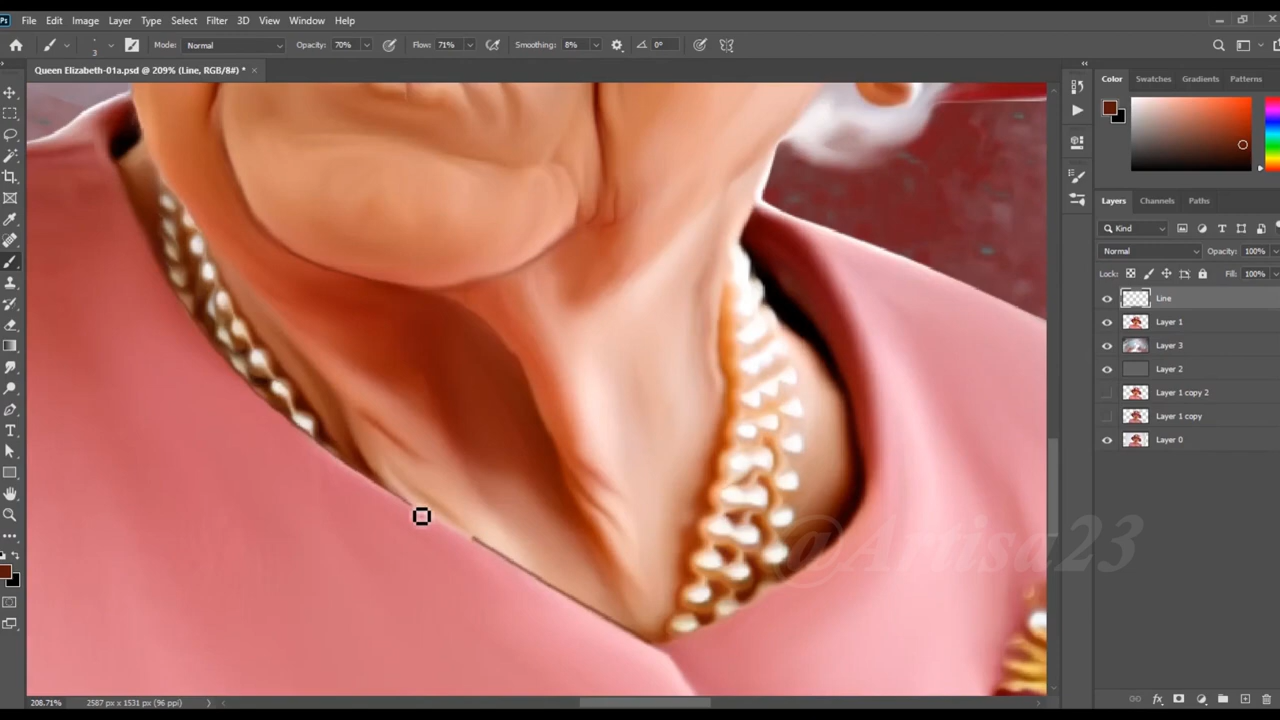 Ps File Edit Image Layer Type Select Filter 3D View Window Help
3 Mode: Normal Opacity: 70% Flow: 71% Smoothing: 8% 0°
Queen Elizabeth-01a.psd @ 209% (Line, RGB/8#) * ×
Color Swatches Gradients Patterns
Layers Channels Paths
Kind
Normal Opacity: 100%
Lock: Fill: 100%
Line
Layer 1
Layer 3
Layer 2
Layer 1 copy 2
Layer 1 copy
Layer 0
@Artisa23
208.71% 2587 px x 1531 px (96 ppi)